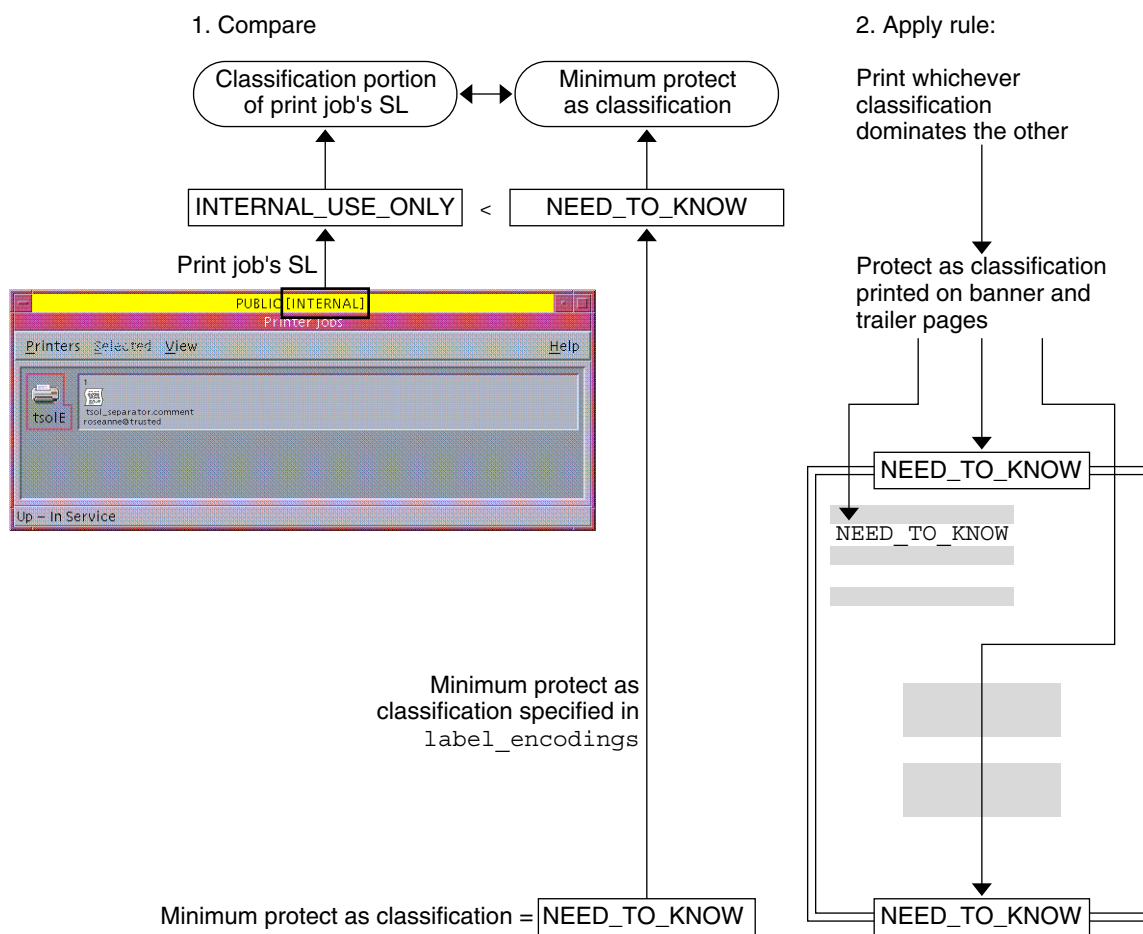 1. Compare
2. Apply rule:
Classification portion
of print job's SL
Minimum protect
as classification
Print whichever
classification
dominates the other
INTERNAL_USE_ONLY
<
NEED_TO_KNOW
Print job's SL
Protect as classification
printed on banner and
trailer pages
PUBLIC [INTERNAL]
Printer Jobs
Printers Selected View Help
1
tsol_separator.comment
roseanne@trusted
tsolE
Up – In Service
NEED_TO_KNOW
NEED_TO_KNOW
Minimum protect as
classification specified in
label_encodings
Minimum protect as classification = NEED_TO_KNOW
NEED_TO_KNOW